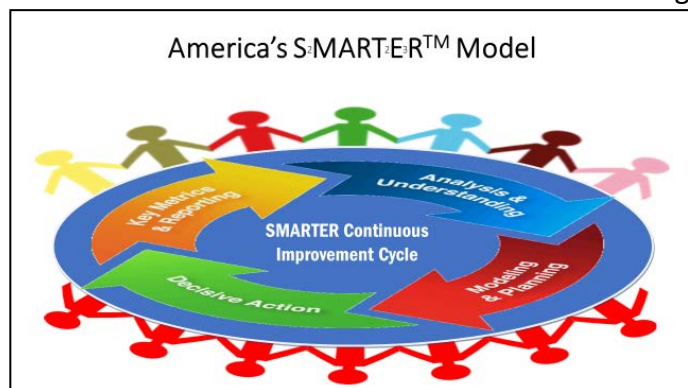 g
America's S2MART2E3R™ Model
Analysis &
Understanding
Modeling
& Planning
Decisive Action
Key Metrics
& Reporting
SMARTER Continuous
Improvement Cycle